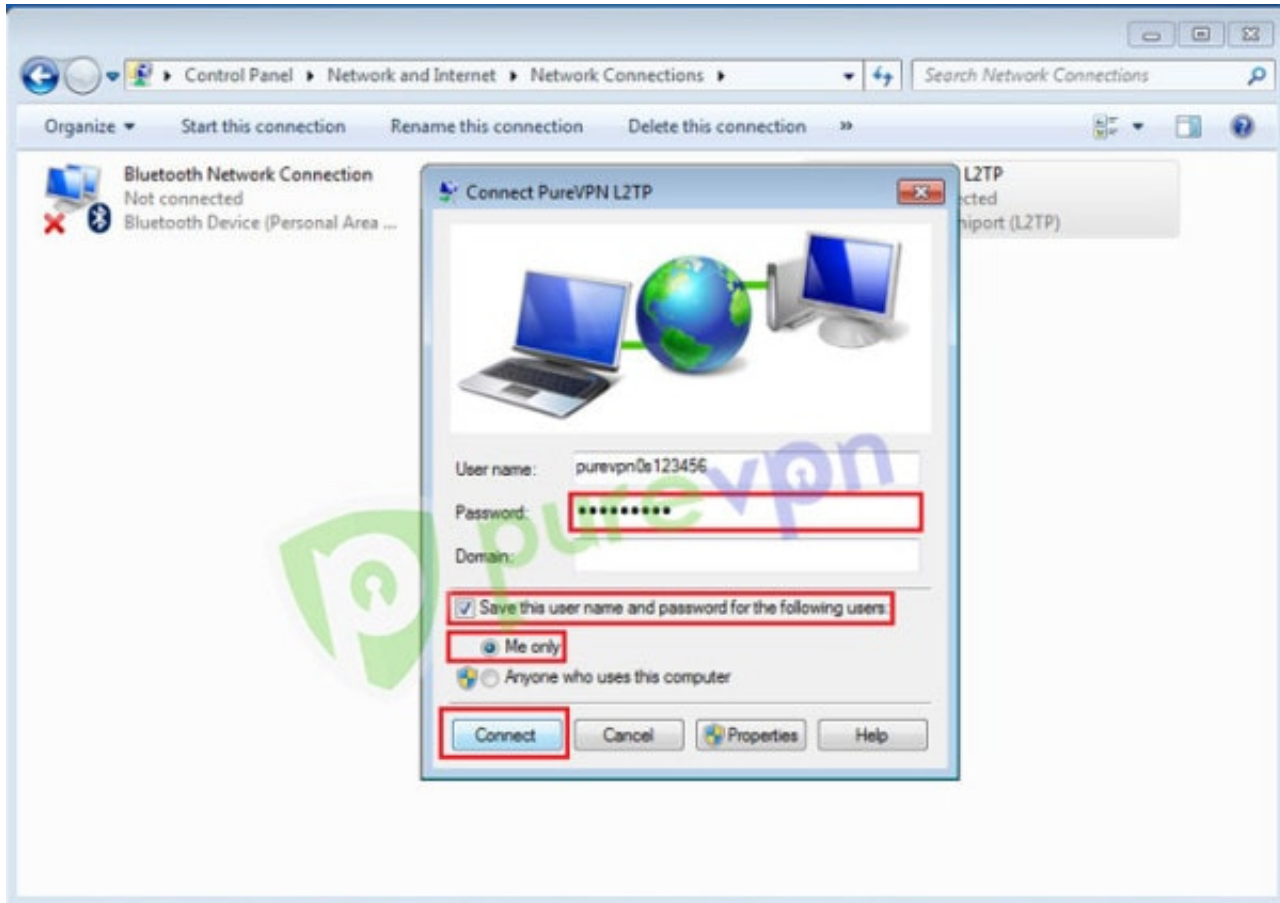 Control Panel ▸ Network and Internet ▸ Network Connections ▸
Search Network Connections
Organize Start this connection Rename this connection Delete this connection »
Bluetooth Network Connection
Not connected
Bluetooth Device (Personal Area ...
L2TP
ected
niport (L2TP)
Connect PureVPN L2TP
User name: purevpn0s123456
Password: •••••••••
Domain:
Save this user name and password for the following users:
Me only
Anyone who uses this computer
Connect Cancel Properties Help
purevpn